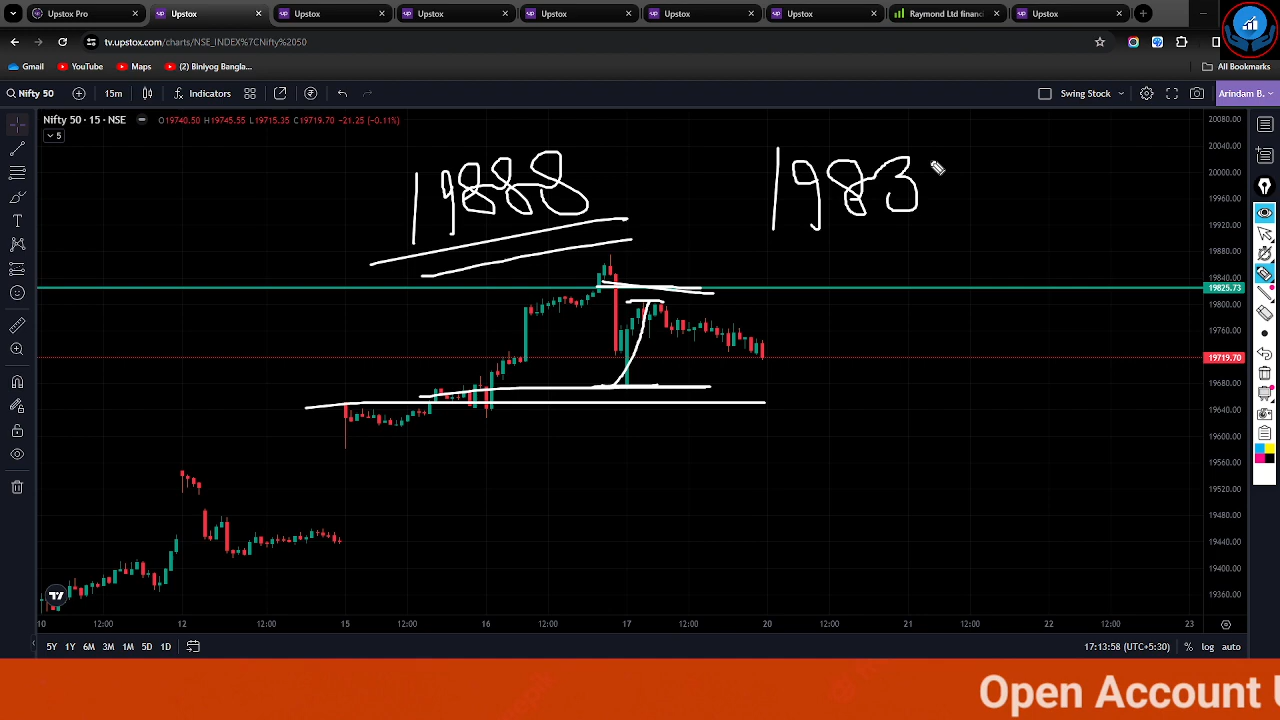 Upstox Pro
Upstox
Upstox
Upstox
Upstox
Upstox
Upstox
Raymond Ltd financi
Upstox
tv.upstox.com/charts/NSE_INDEX%7CNifty%2050
Gmail
YouTube
Maps
(2) Biniyog Bangla...
All Bookmarks
Nifty 50
15m
Indicators
Swing Stock
Arindam B.
Nifty 50 · 15 · NSE
O19740.50 H19745.55 L19715.35 C19719.70 −21.25 (−0.11%)
5
19888
1983
20080.00
20040.00
20000.00
19960.00
19920.00
19880.00
19840.00
19825.73
19800.00
19760.00
19719.70
19680.00
19640.00
19600.00
19560.00
19520.00
19480.00
19440.00
19400.00
19360.00
10 12:00 12 12:00 15 12:00 16 12:00 17 12:00 20 12:00 21 12:00 22 12:00 23
5Y 1Y 6M 3M 1M 5D 1D
17:13:58 (UTC+5:30)
% log auto
Open Account U